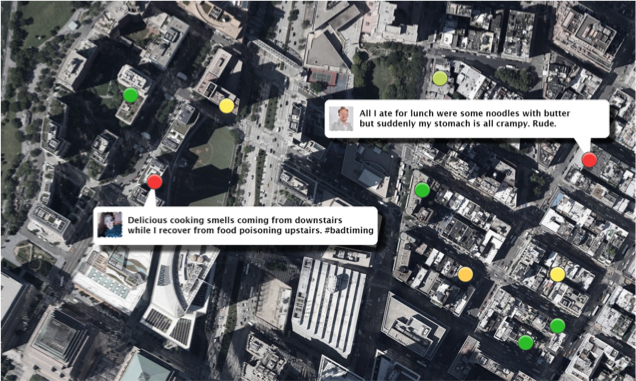 All I ate for lunch were some noodles with butter
but suddenly my stomach is all crampy. Rude.
Delicious cooking smells coming from downstairs
while I recover from food poisoning upstairs. #badtiming